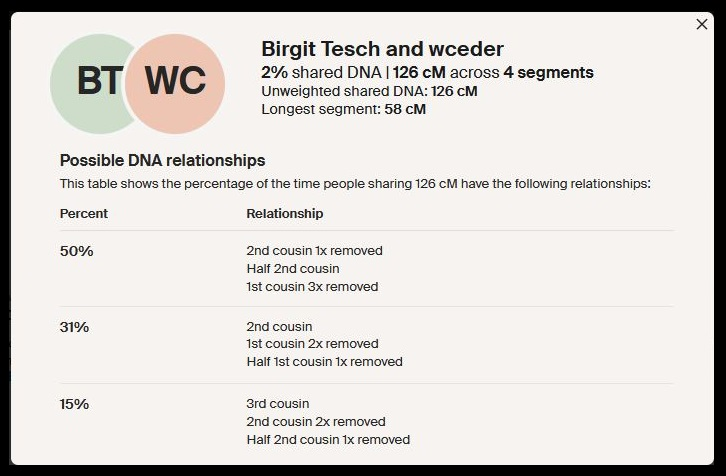 BT WC
Birgit Tesch and wceder
2% shared DNA | 126 cM across 4 segments
Unweighted shared DNA: 126 cM
Longest segment: 58 cM
Possible DNA relationships
This table shows the percentage of the time people sharing 126 cM have the following relationships:
Percent Relationship
50% 2nd cousin 1x removed
Half 2nd cousin
1st cousin 3x removed
31% 2nd cousin
1st cousin 2x removed
Half 1st cousin 1x removed
15% 3rd cousin
2nd cousin 2x removed
Half 2nd cousin 1x removed